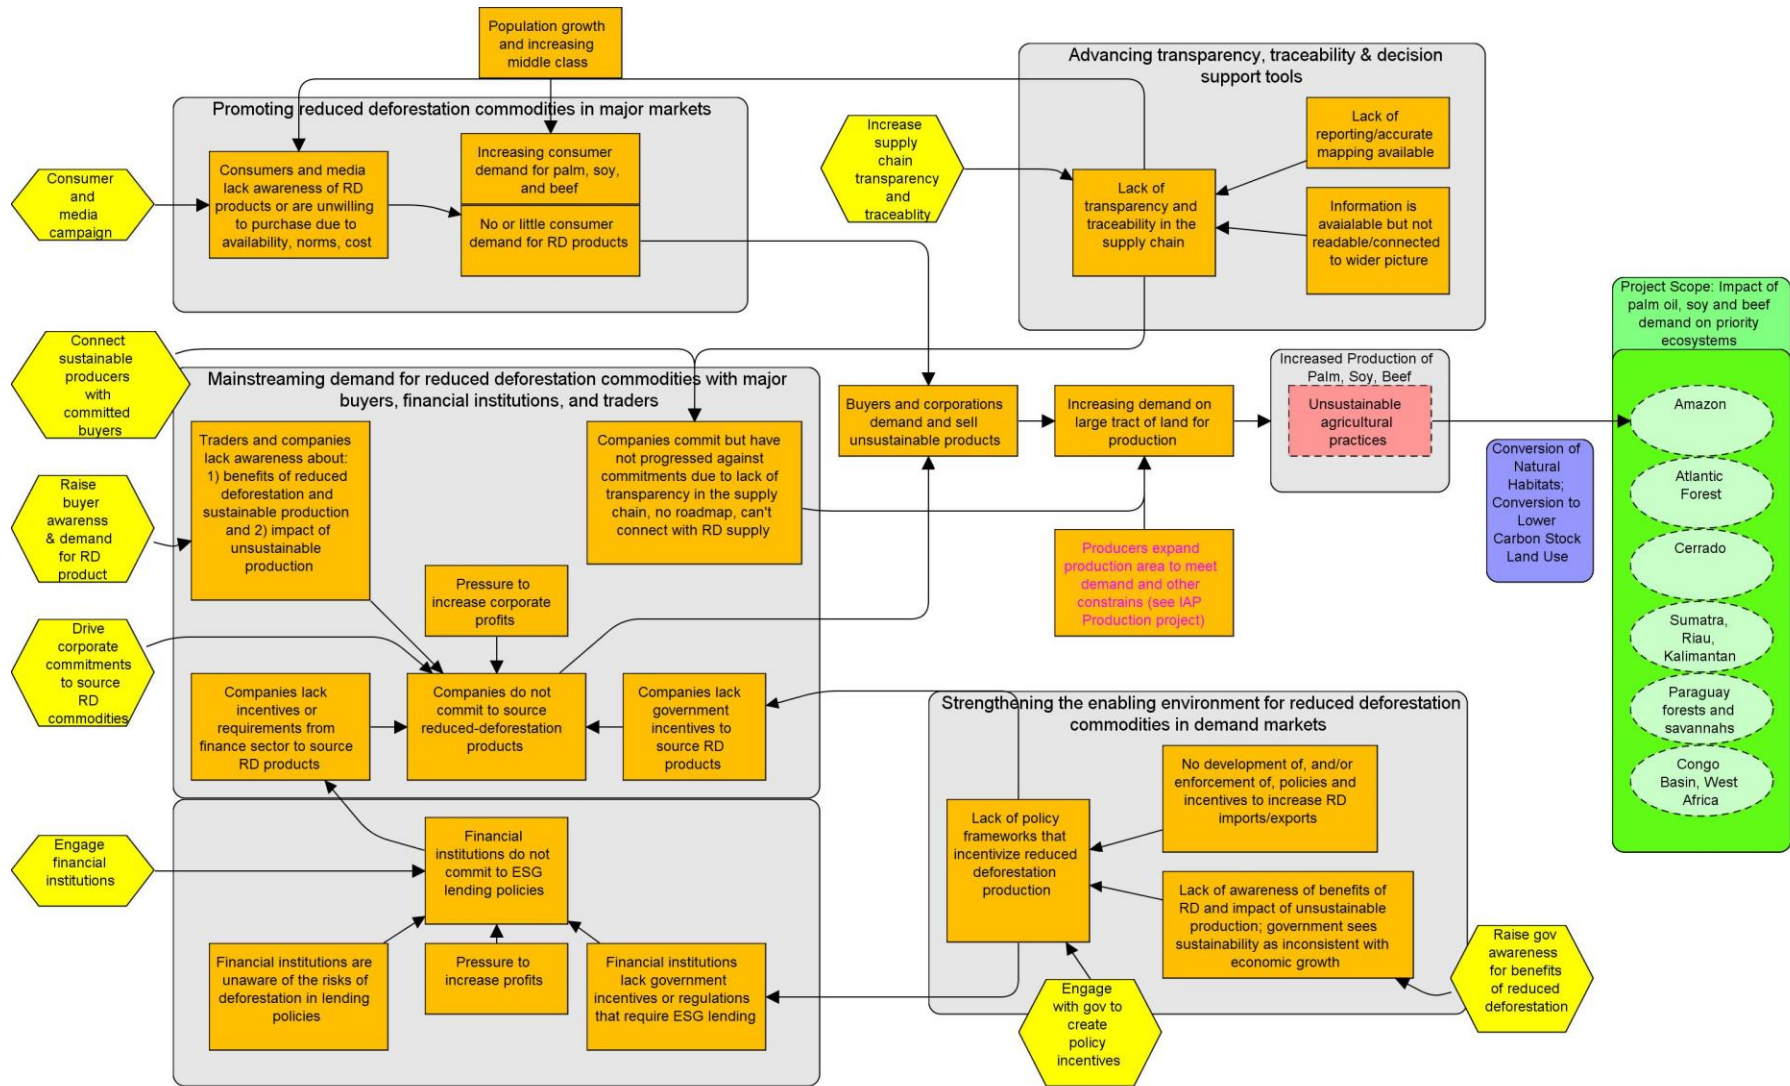 Population growth
and increasing
middle class
Promoting reduced deforestation commodities in major markets
Consumer
and
media
campaign
Consumers and media
lack awareness of RD
products or are unwilling
to purchase due to
availability, norms, cost
Increasing consumer
demand for palm, soy,
and beef
No or little consumer
demand for RD products
Increase
supply
chain
transparency
and
traceablity
Advancing transparency, traceability & decision
support tools
Lack of
transparency and
traceability in the
supply chain
Lack of
reporting/accurate
mapping available
Information is
avaialable but not
readable/connected
to wider picture
Connect
sustainable
producers
with
committed
buyers
Raise
buyer
awarenss
& demand
for RD
product
Drive
corporate
commitments
to source
RD
commodities
Mainstreaming demand for reduced deforestation commodities with major
buyers, financial institutions, and traders
Traders and companies
lack awareness about:
1) benefits of reduced
deforestation and
sustainable production
and 2) impact of
unsustainable
production
Companies commit but have
not progressed against
commitments due to lack of
transparency in the supply
chain, no roadmap, can't
connect with RD supply
Pressure to
increase corporate
profits
Companies lack
incentives or
requirements from
finance sector to source
RD products
Companies do not
commit to source
reduced-deforestation
products
Companies lack
government
incentives to
source RD
products
Buyers and corporations
demand and sell
unsustainable products
Increasing demand on
large tract of land for
production
Producers expand
production area to meet
demand and other
constrains (see IAP
Production project)
Increased Production of
Palm, Soy, Beef
Unsustainable
agricultural
practices
Conversion of
Natural
Habitats;
Conversion to
Lower
Carbon Stock
Land Use
Project Scope: Impact of
palm oil, soy and beef
demand on priority
ecosystems
Amazon
Atlantic
Forest
Cerrado
Sumatra,
Riau,
Kalimantan
Paraguay
forests and
savannahs
Congo
Basin, West
Africa
Engage
financial
institutions
Financial
institutions do not
commit to ESG
lending policies
Financial institutions are
unaware of the risks of
deforestation in lending
policies
Pressure to
increase profits
Financial institutions
lack government
incentives or regulations
that require ESG lending
Strengthening the enabling environment for reduced deforestation
commodities in demand markets
Lack of policy
frameworks that
incentivize reduced
deforestation
production
No development of, and/or
enforcement of, policies and
incentives to increase RD
imports/exports
Lack of awareness of benefits of
RD and impact of unsustainable
production; government sees
sustainability as inconsistent with
economic growth
Engage
with gov to
create
policy
incentives
Raise gov
awareness
for benefits
of reduced
deforestation